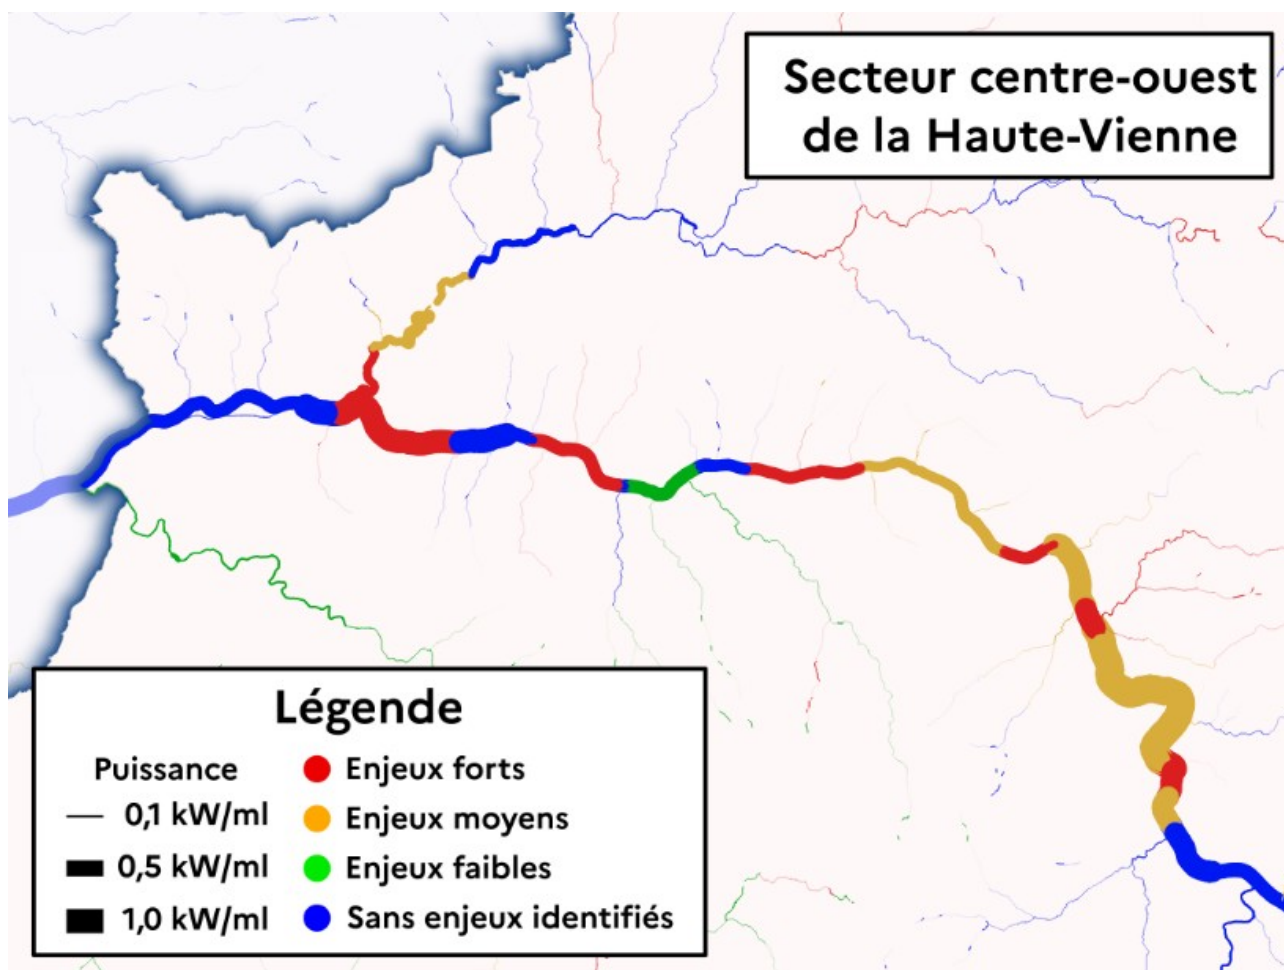 Secteur centre-ouest
de la Haute-Vienne
Légende
Puissance
0,1 kW/ml
0,5 kW/ml
1,0 kW/ml
Enjeux forts
Enjeux moyens
Enjeux faibles
Sans enjeux identifiés